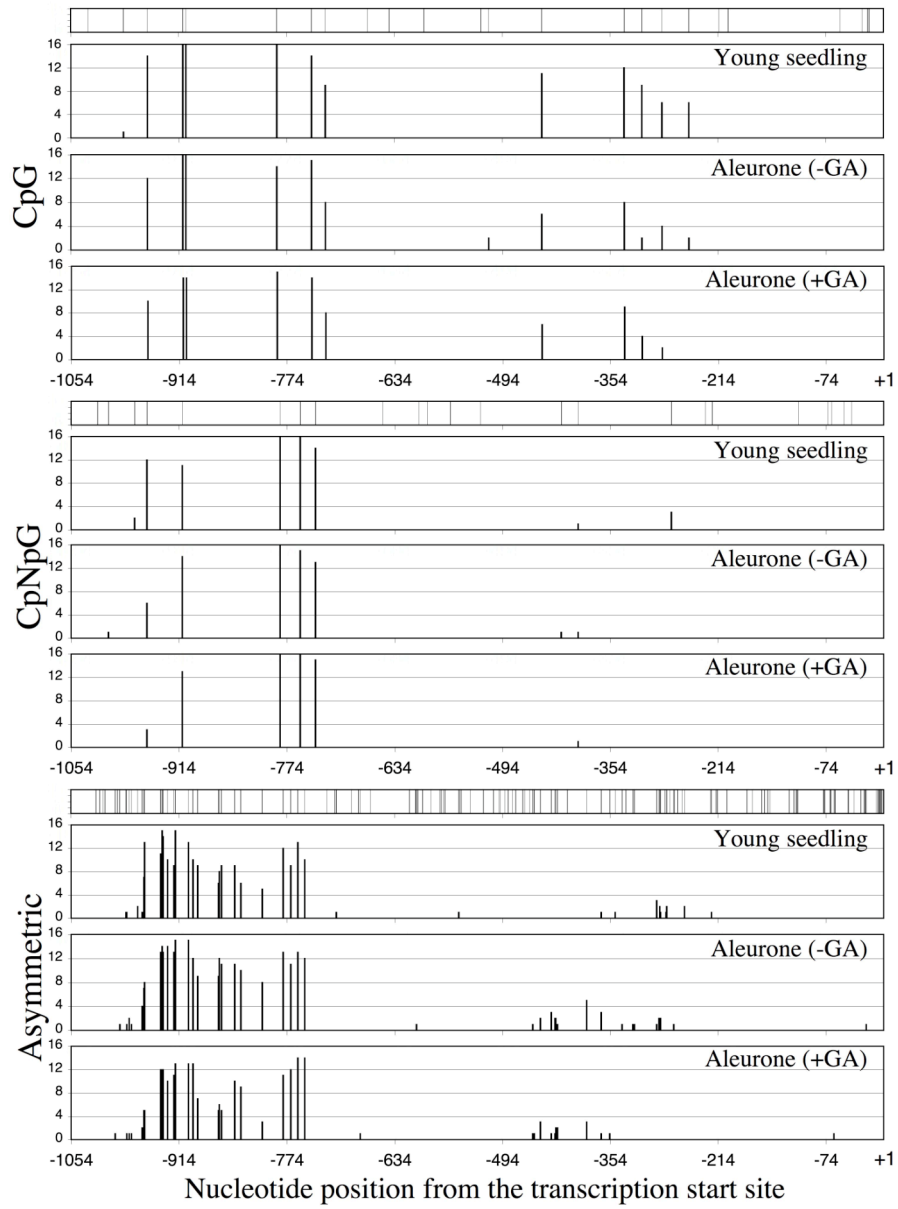 CpG
Young seedling
16
12
8
4
0
Aleurone (-GA)
16
12
8
4
0
Aleurone (+GA)
16
12
8
4
0
-1054 -914 -774 -634 -494 -354 -214 -74 +1
CpNpG
Young seedling
16
12
8
4
0
Aleurone (-GA)
16
12
8
4
0
Aleurone (+GA)
16
12
8
4
0
-1054 -914 -774 -634 -494 -354 -214 -74 +1
Asymmetric
Young seedling
16
12
8
4
0
Aleurone (-GA)
16
12
8
4
0
Aleurone (+GA)
16
12
8
4
0
-1054 -914 -774 -634 -494 -354 -214 -74 +1
Nucleotide position from the transcription start site